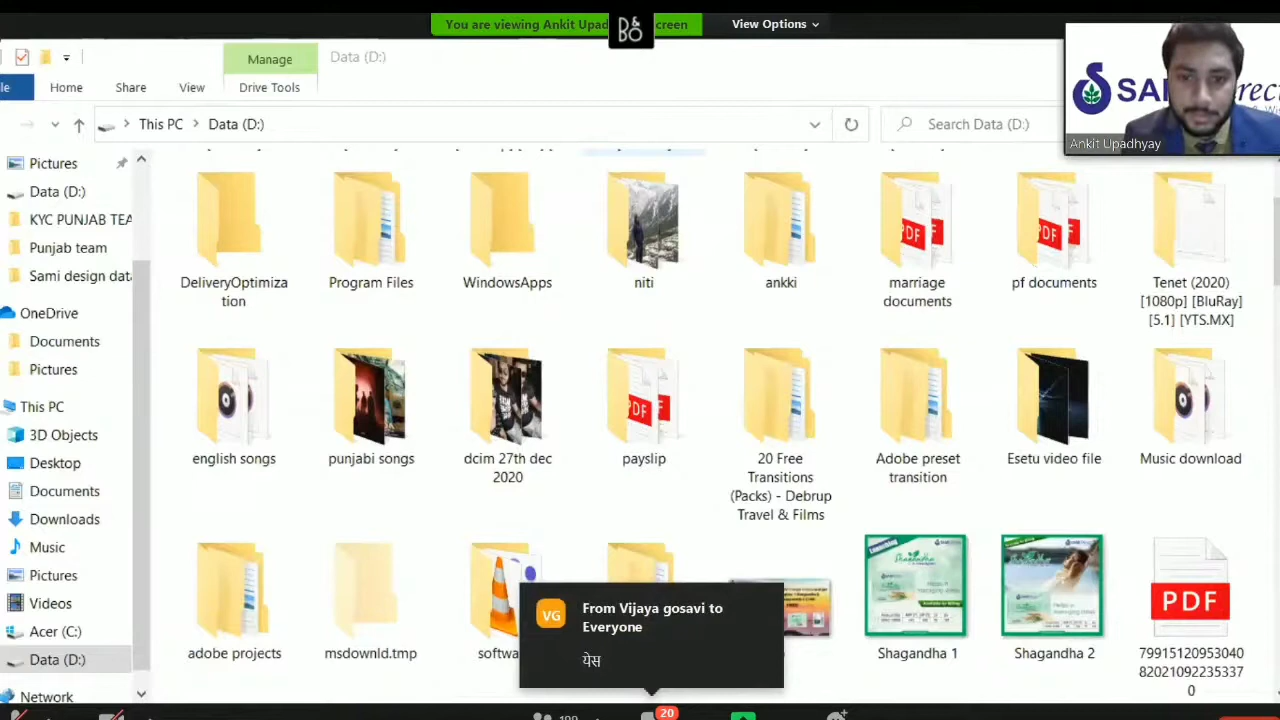 You are viewing Ankit Upad
creen
View Options
B&O
Manage
Data (D:)
Home
Share
View
Drive Tools
This PC
Data (D:)
Search Data (D:)
Ankit Upadhyay
Pictures
Data (D:)
KYC PUNJAB TEA
Punjab team
Sami design data
OneDrive
Documents
Pictures
This PC
3D Objects
Desktop
Documents
Downloads
Music
Pictures
Videos
Acer (C:)
Data (D:)
Network
DeliveryOptimiza
tion
Program Files
WindowsApps
niti
ankki
marriage
documents
pf documents
Tenet (2020)
[1080p] [BluRay]
[5.1] [YTS.MX]
english songs
punjabi songs
dcim 27th dec
2020
payslip
20 Free
Transitions
(Packs) - Debrup
Travel & Films
Adobe preset
transition
Esetu video file
Music download
adobe projects
msdownld.tmp
softwa
Shagandha 1
Shagandha 2
PDF
79915120953040
82021092235337
0
VG
From Vijaya gosavi to
Everyone
येस
20